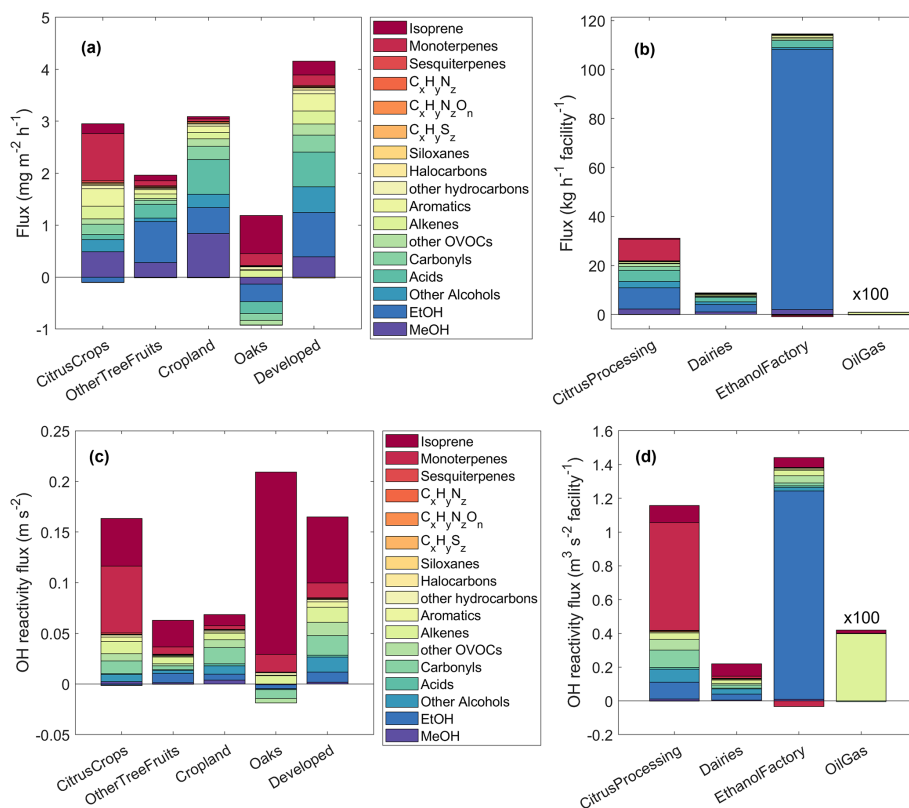 (a)
Flux (mg m⁻² h⁻¹)
5
4
3
2
1
0
-1
CitrusCrops
OtherTreeFruits
Cropland
Oaks
Developed
Isoprene
Monoterpenes
Sesquiterpenes
CₓHᵧN_z
CₓHᵧN_zOₙ
CₓHᵧS_z
Siloxanes
Halocarbons
other hydrocarbons
Aromatics
Alkenes
other OVOCs
Carbonyls
Acids
Other Alcohols
EtOH
MeOH
(b)
Flux (kg h⁻¹ facility⁻¹)
120
100
80
60
40
20
0
x100
CitrusProcessing
Dairies
EthanolFactory
OilGas
(c)
OH reactivity flux (m s⁻²)
0.25
0.2
0.15
0.1
0.05
0
-0.05
CitrusCrops
OtherTreeFruits
Cropland
Oaks
Developed
Isoprene
Monoterpenes
Sesquiterpenes
CₓHᵧN_z
CₓHᵧN_zOₙ
CₓHᵧS_z
Siloxanes
Halocarbons
other hydrocarbons
Aromatics
Alkenes
other OVOCs
Carbonyls
Acids
Other Alcohols
EtOH
MeOH
(d)
OH reactivity flux (m³ s⁻² facility⁻¹)
1.6
1.4
1.2
1
0.8
0.6
0.4
0.2
0
-0.2
x100
CitrusProcessing
Dairies
EthanolFactory
OilGas